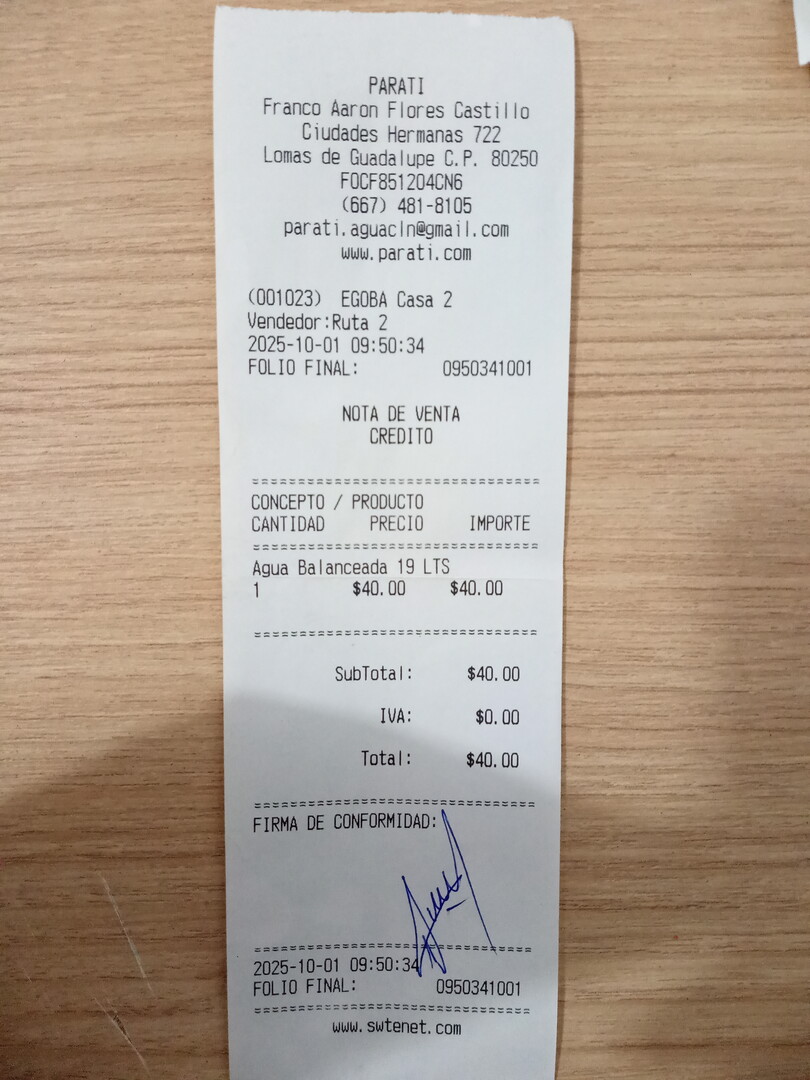 PARATI
Franco Aaron Flores Castillo
Ciudades Hermanas 722
Lomas de Guadalupe C.P. 80250
FOCF851204CN6
(667) 481-8105
parati.aguacln@gmail.com
www.parati.com
(001023) EGOBA Casa 2
Vendedor:Ruta 2
2025-10-01 09:50:34
FOLIO FINAL: 0950341001
NOTA DE VENTA
CREDITO
==================================
CONCEPTO / PRODUCTO
CANTIDAD PRECIO IMPORTE
==================================
Agua Balanceada 19 LTS
1 $40.00 $40.00
==================================
SubTotal: $40.00
IVA: $0.00
Total: $40.00
==================================
FIRMA DE CONFORMIDAD:
==================================
2025-10-01 09:50:34
FOLIO FINAL: 0950341001
==================================
www.swtenet.com